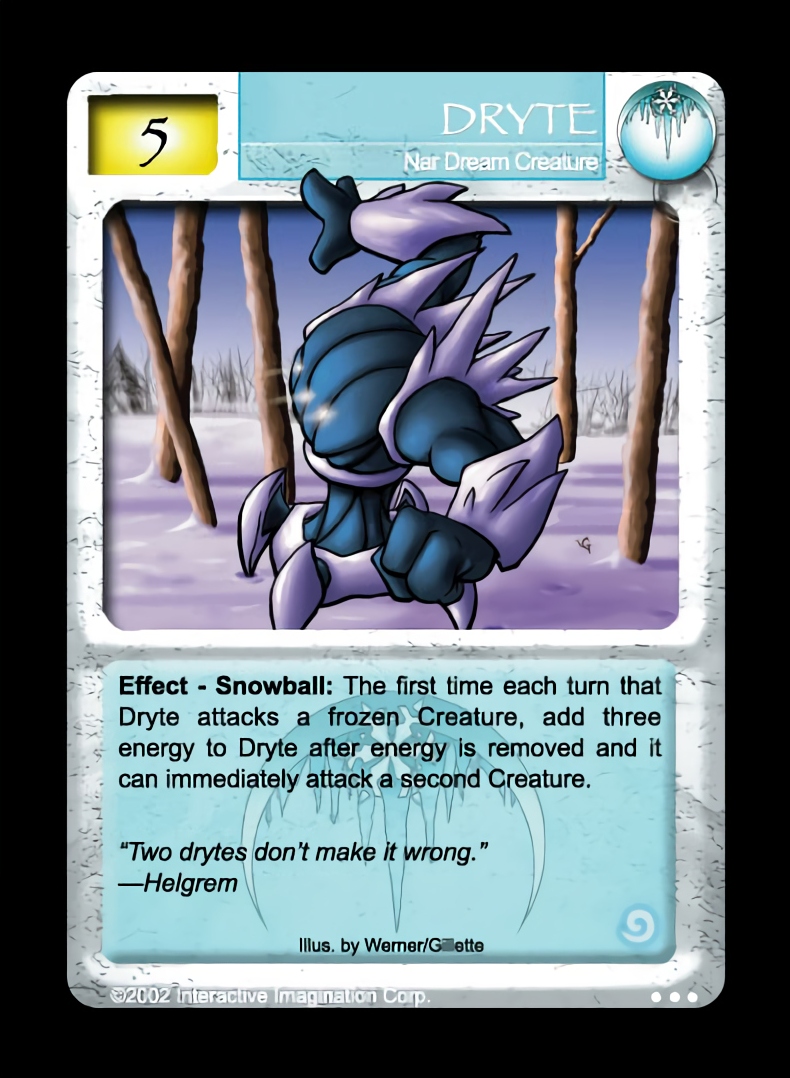 5
DRYTE
Nar Dream Creature
Effect - Snowball: The first time each turn that
Dryte attacks a frozen Creature, add three
energy to Dryte after energy is removed and it
can immediately attack a second Creature.
“Two drytes don’t make it wrong.”
—Helgrem
Illus. by
©2002 Interactive Imagination Corp.